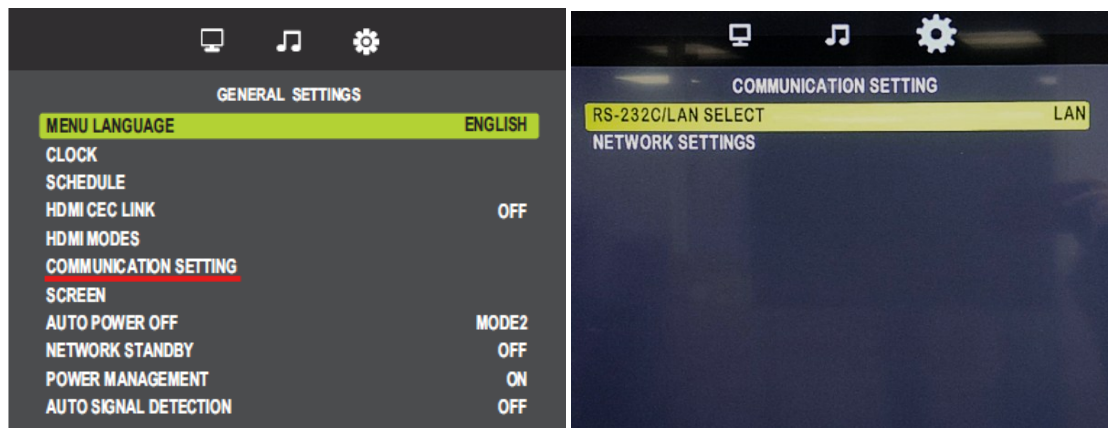 GENERAL SETTINGS
MENU LANGUAGE ENGLISH
CLOCK
SCHEDULE
HDMI CEC LINK OFF
HDMI MODES
COMMUNICATION SETTING
SCREEN
AUTO POWER OFF MODE2
NETWORK STANDBY OFF
POWER MANAGEMENT ON
AUTO SIGNAL DETECTION OFF
COMMUNICATION SETTING
RS-232C/LAN SELECT LAN
NETWORK SETTINGS